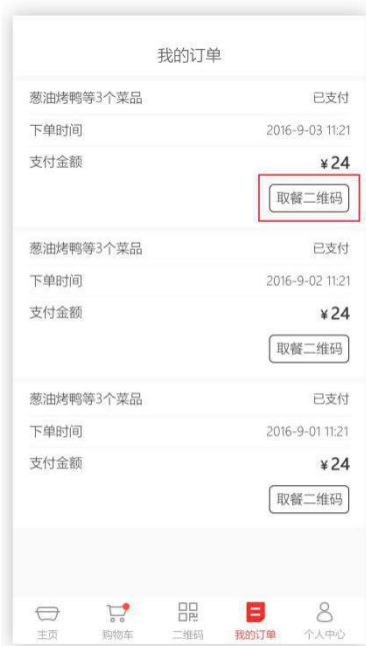 我的订单
葱油烤鸭等3个菜品 已支付
下单时间 2016-9-03 11:21
支付金额 ¥24
取餐二维码
葱油烤鸭等3个菜品 已支付
下单时间 2016-9-02 11:21
支付金额 ¥24
取餐二维码
葱油烤鸭等3个菜品 已支付
下单时间 2016-9-01 11:21
支付金额 ¥24
取餐二维码
主页 购物车 二维码 我的订单 个人中心